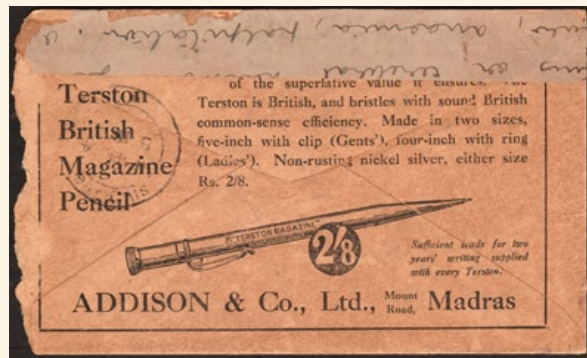 anaemia, palpitation
of the superlative value it ensures. The
Terston is British, and bristles with sound British
common-sense efficiency. Made in two sizes,
five-inch with clip (Gents'), four-inch with ring
(Ladies'). Non-rusting nickel silver, either size
Rs. 2/8.
Terston
British
Magazine
Pencil
"TERSTON MAGAZINE"
2/8
Sufficient leads for two
years' writing supplied
with every Terston.
ADDISON & Co., Ltd., Mount Road, Madras